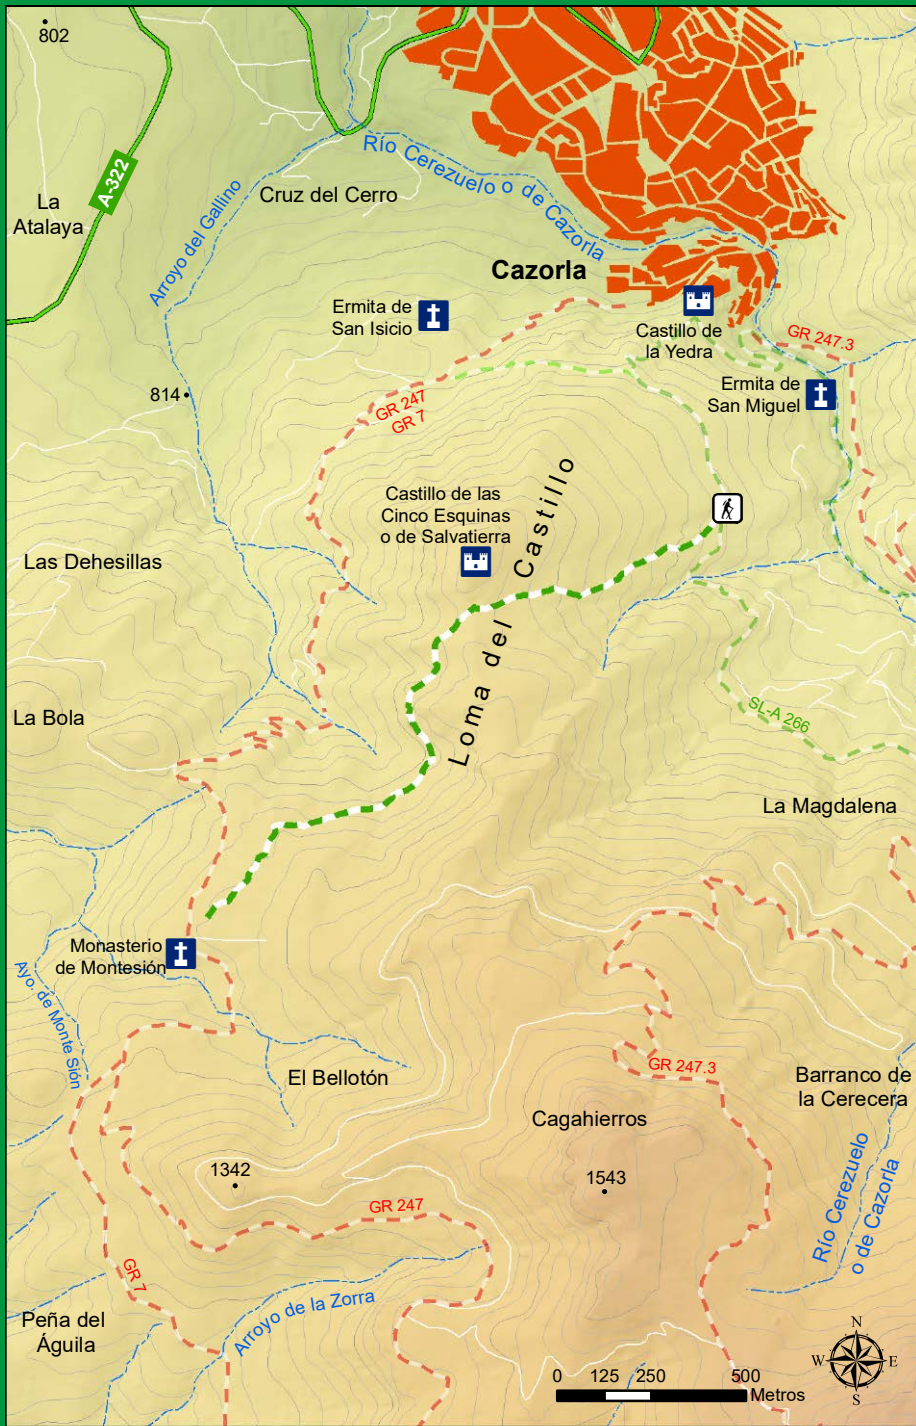 802
A-322
La
Atalaya
Arroyo del Gallino
Cruz del Cerro
Río Cerezuelo o de Cazorla
Cazorla
Ermita de
San Isicio
Castillo de
la Yedra
GR 247.3
814
GR 247
GR 7
Ermita de
San Miguel
Castillo de las
Cinco Esquinas
o de Salvatierra
Loma del Castillo
Las Dehesillas
La Bola
SL-A 266
La Magdalena
Monasterio
de Montesión
Ayo. de Monte Sión
El Bellotón
GR 247.3
Barranco de
la Cerecera
Cagahierros
1342
1543
GR 247
Río Cerezuelo
o de Cazorla
GR 7
Peña del
Águila
Arroyo de la Zorra
N
W
E
S
0 125 250 500
Metros